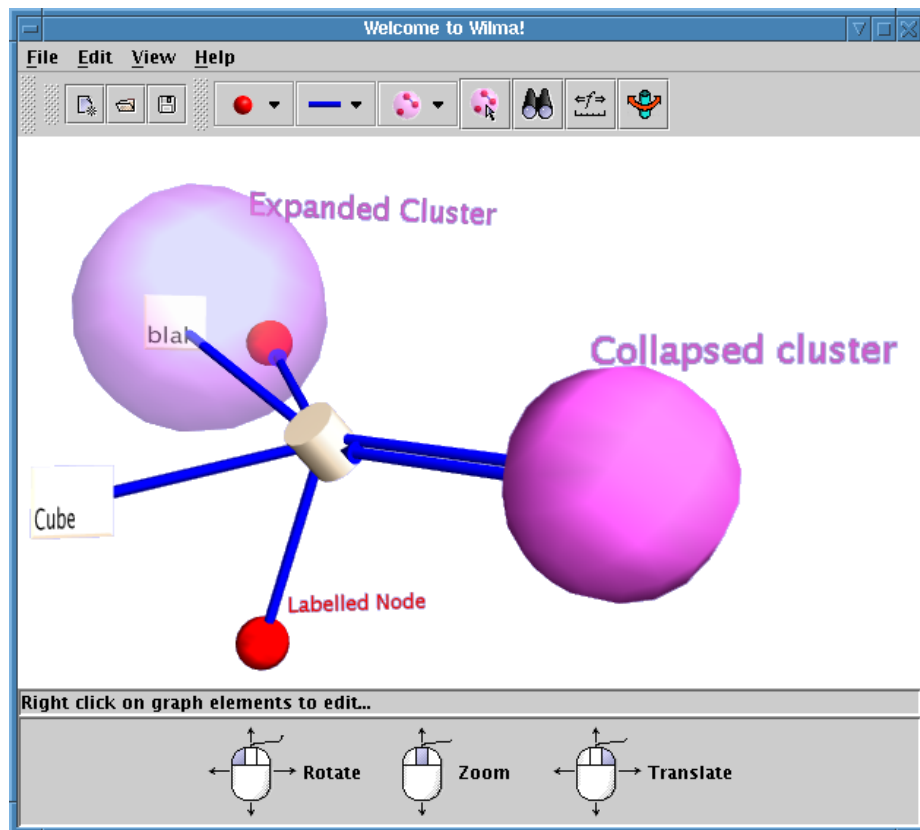 Welcome to Wilma!
File Edit View Help
f
Expanded Cluster
blah
Collapsed cluster
Cube
Labelled Node
Right click on graph elements to edit...
Rotate Zoom Translate